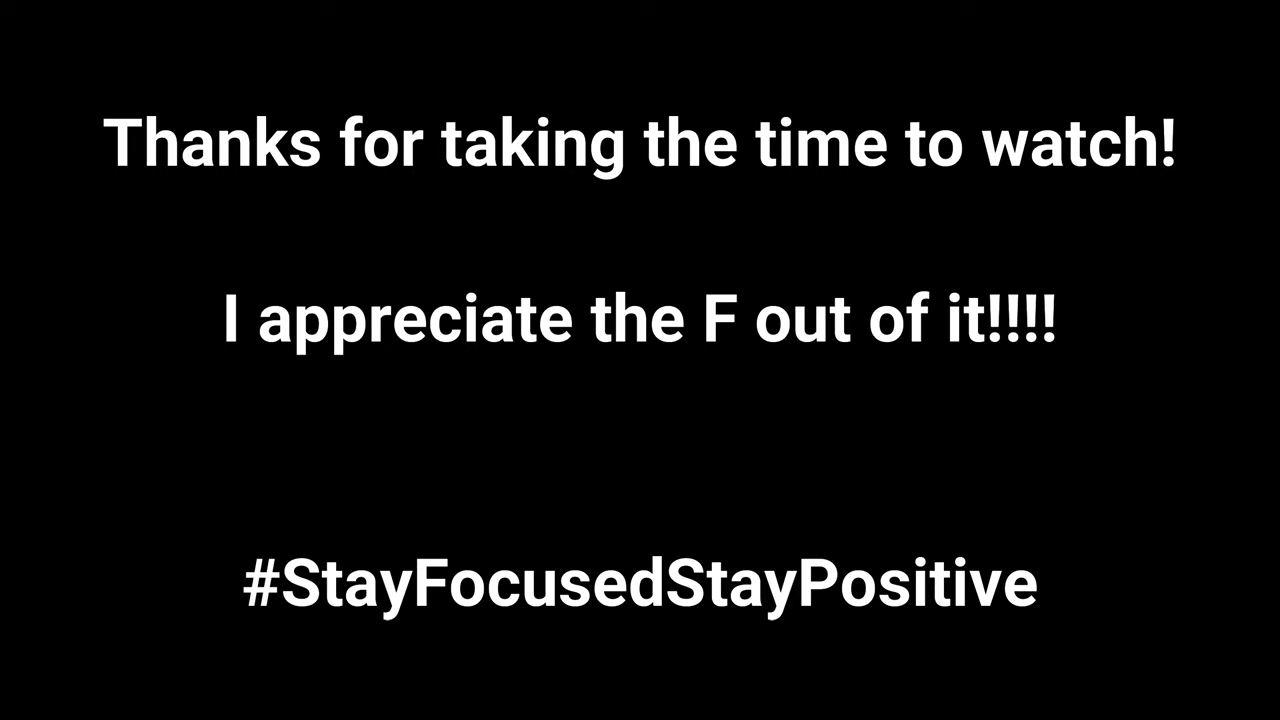 Thanks for taking the time to watch!
I appreciate the F out of it!!!!
#StayFocusedStayPositive